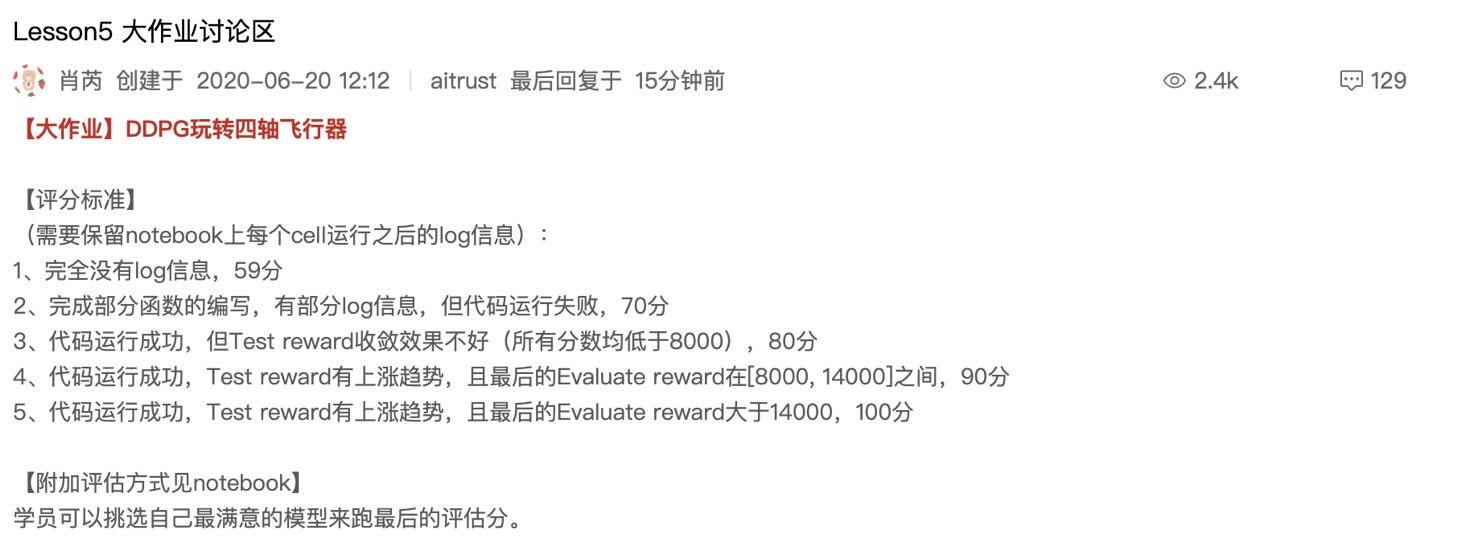 Lesson5 大作业讨论区
肖芮 创建于 2020-06-20 12:12 | aitrust 最后回复于 15分钟前 2.4k 129
【大作业】DDPG玩转四轴飞行器
【评分标准】
（需要保留notebook上每个cell运行之后的log信息）：
1、完全没有log信息，59分
2、完成部分函数的编写，有部分log信息，但代码运行失败，70分
3、代码运行成功，但Test reward收敛效果不好（所有分数均低于8000），80分
4、代码运行成功，Test reward有上涨趋势，且最后的Evaluate reward在[8000, 14000]之间，90分
5、代码运行成功，Test reward有上涨趋势，且最后的Evaluate reward大于14000，100分
【附加评估方式见notebook】
学员可以挑选自己最满意的模型来跑最后的评估分。